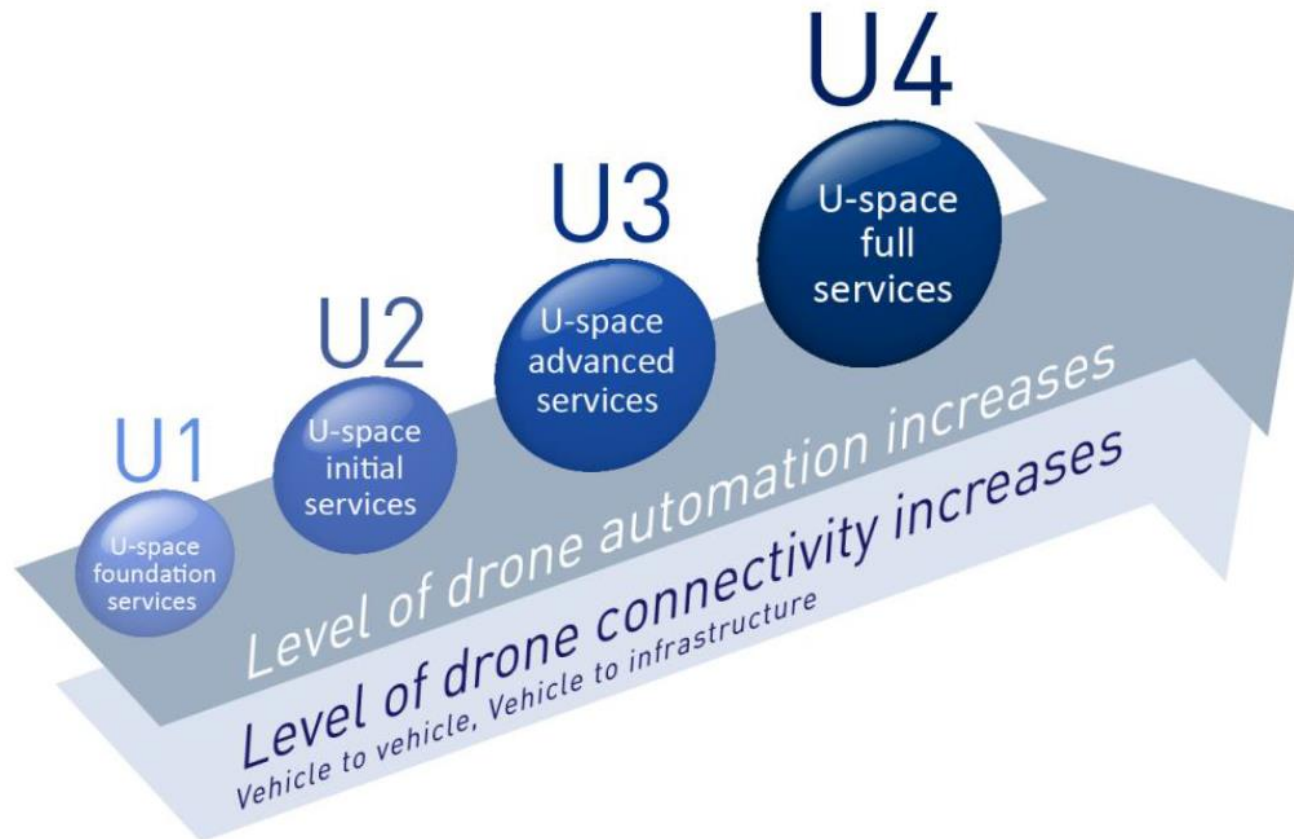 U1
U-space
foundation
services
U2
U-space
initial
services
U3
U-space
advanced
services
U4
U-space
full
services
Level of drone automation increases
Level of drone connectivity increases
Vehicle to vehicle, Vehicle to infrastructure